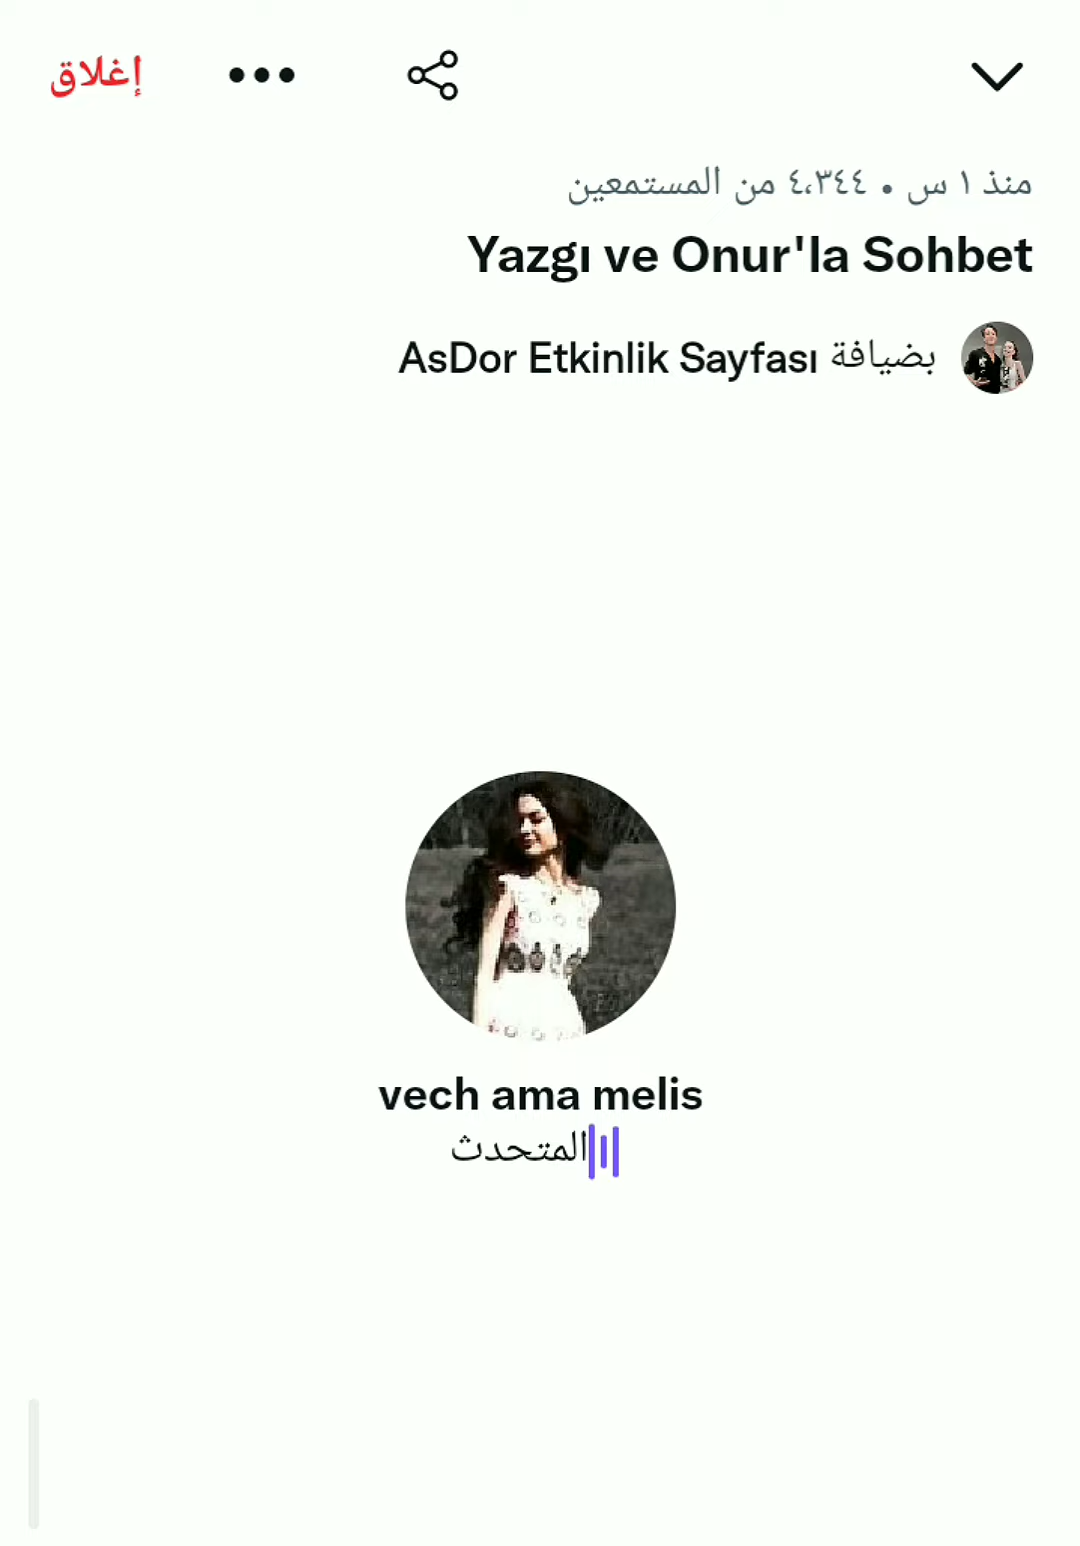 إغلاق
منذ ١ س • ٤،٣٤٤ من المستمعين
Yazgı ve Onur'la Sohbet
بضيافة AsDor Etkinlik Sayfası
vech ama melis
المتحدث